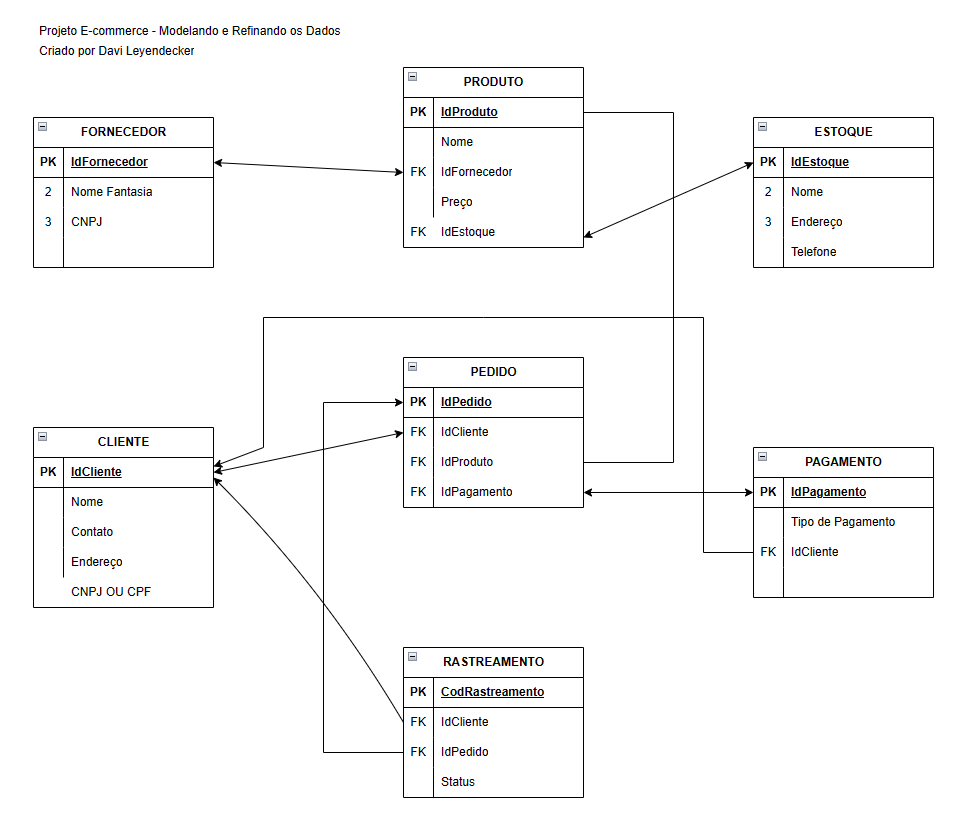 Projeto E-commerce - Modelando e Refinando os Dados
Criado por Davi Leyendecker
PRODUTO
PK IdProduto
Nome
FK IdFornecedor
Preço
FK IdEstoque
FORNECEDOR
PK IdFornecedor
2 Nome Fantasia
3 CNPJ
ESTOQUE
PK IdEstoque
2 Nome
3 Endereço
Telefone
PEDIDO
PK IdPedido
FK IdCliente
FK IdProduto
FK IdPagamento
CLIENTE
PK IdCliente
Nome
Contato
Endereço
CNPJ OU CPF
PAGAMENTO
PK IdPagamento
Tipo de Pagamento
FK IdCliente
RASTREAMENTO
PK CodRastreamento
FK IdCliente
FK IdPedido
Status